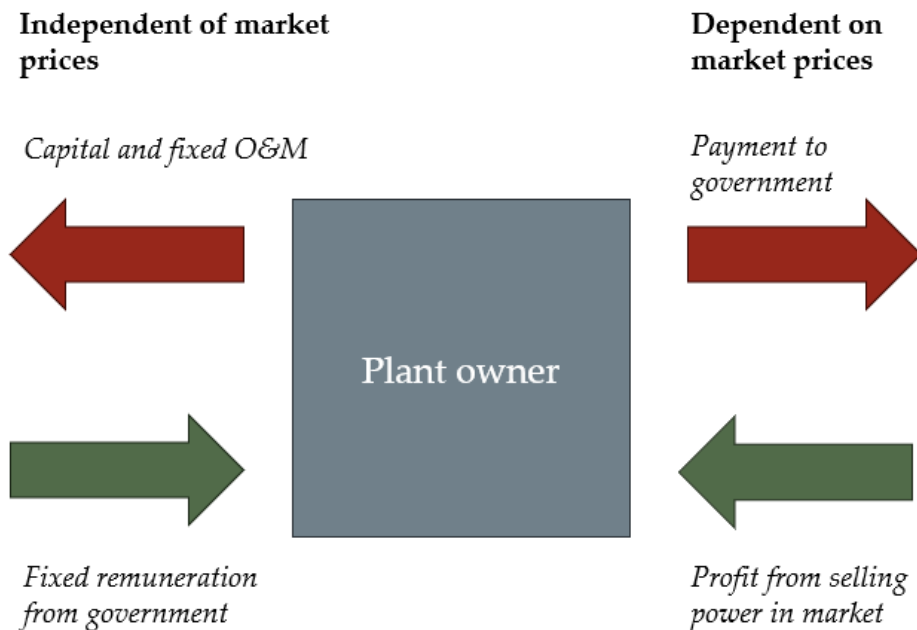 Independent of market
prices
Dependent on
market prices
Capital and fixed O&M
Payment to
government
Plant owner
Fixed remuneration
from government
Profit from selling
power in market